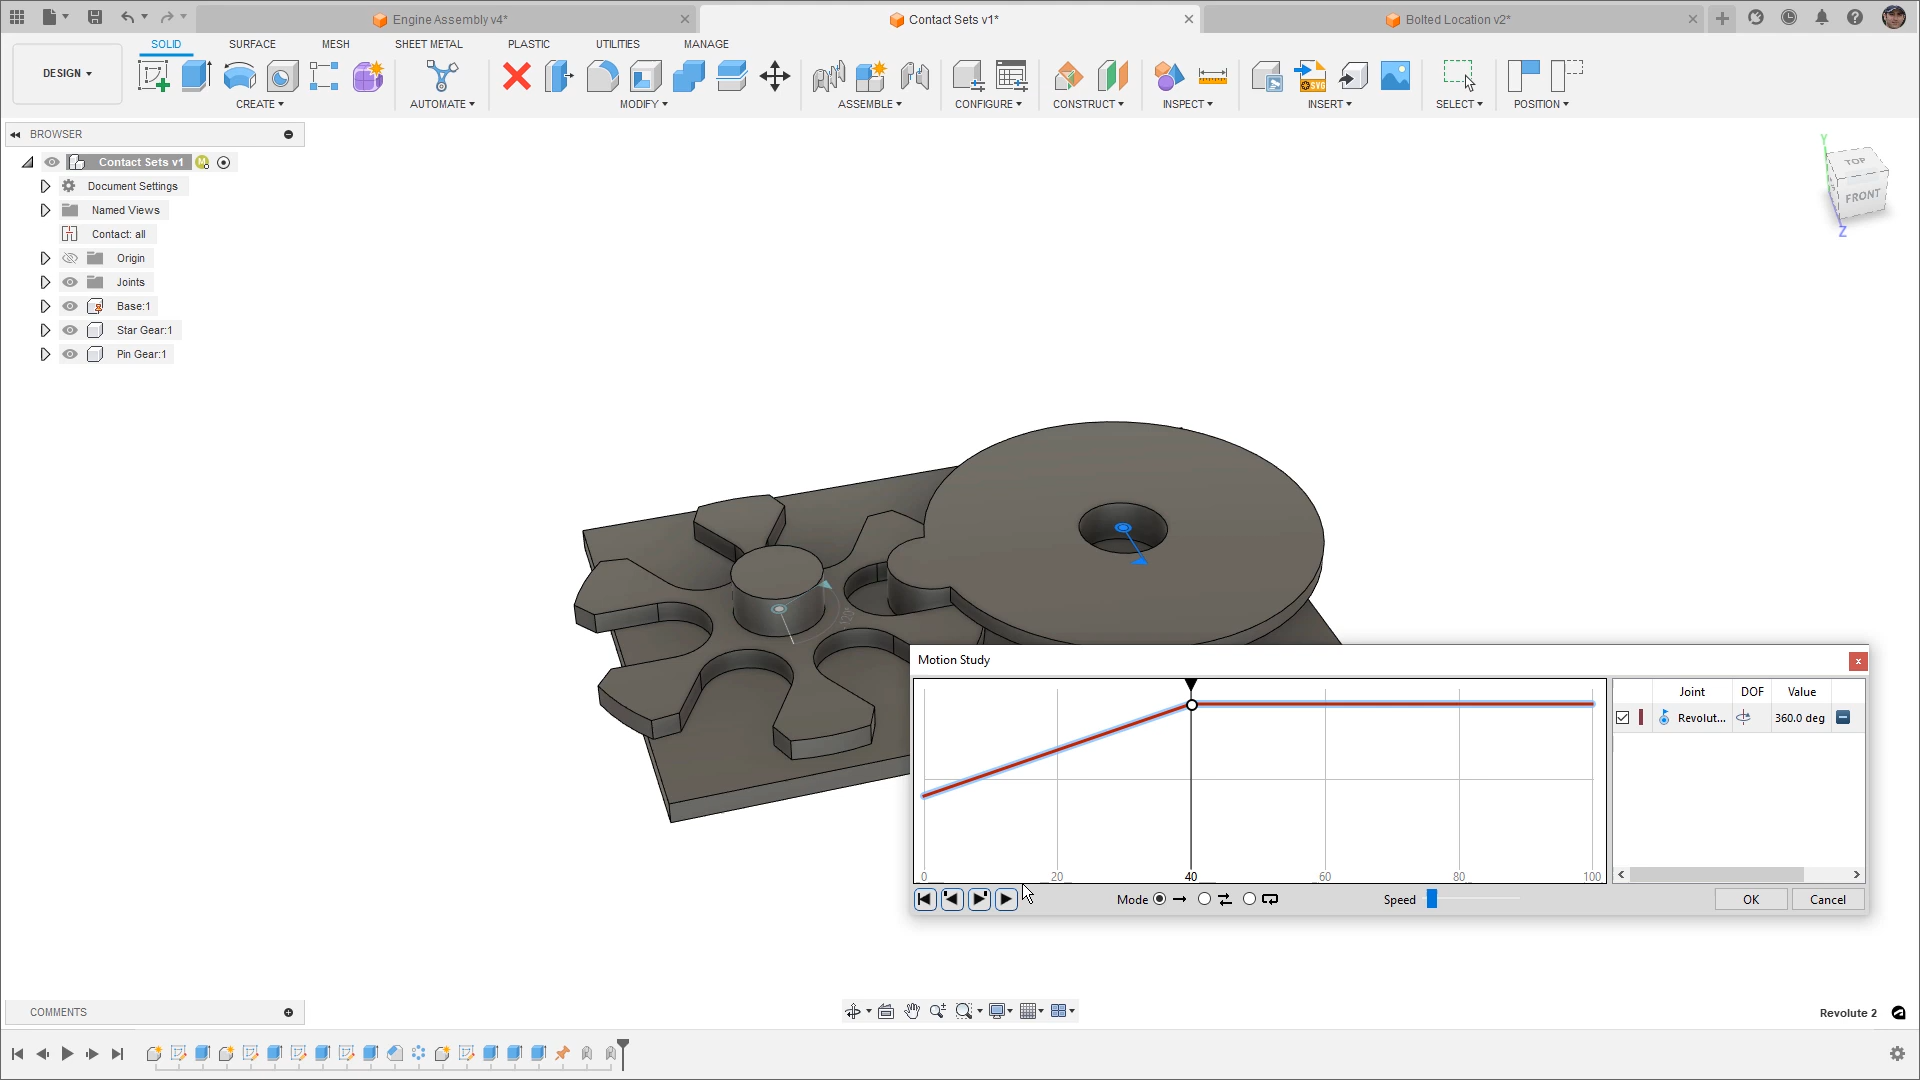 Engine Assembly v4*
Contact Sets v1*
Bolted Location v2*
DESIGN
SOLID
SURFACE
MESH
SHEET METAL
PLASTIC
UTILITIES
MANAGE
CREATE
AUTOMATE
MODIFY
ASSEMBLE
CONFIGURE
CONSTRUCT
INSPECT
INSERT
SELECT
POSITION
BROWSER
Contact Sets v1
Document Settings
Named Views
Contact: all
Origin
Joints
Base:1
Star Gear:1
Pin Gear:1
Y
TOP
FRONT
Z
Motion Study
Joint DOF Value
Revolut... 360.0 deg
0 20 40 60 80 100
Mode
Speed
OK
Cancel
COMMENTS
Revolute 2